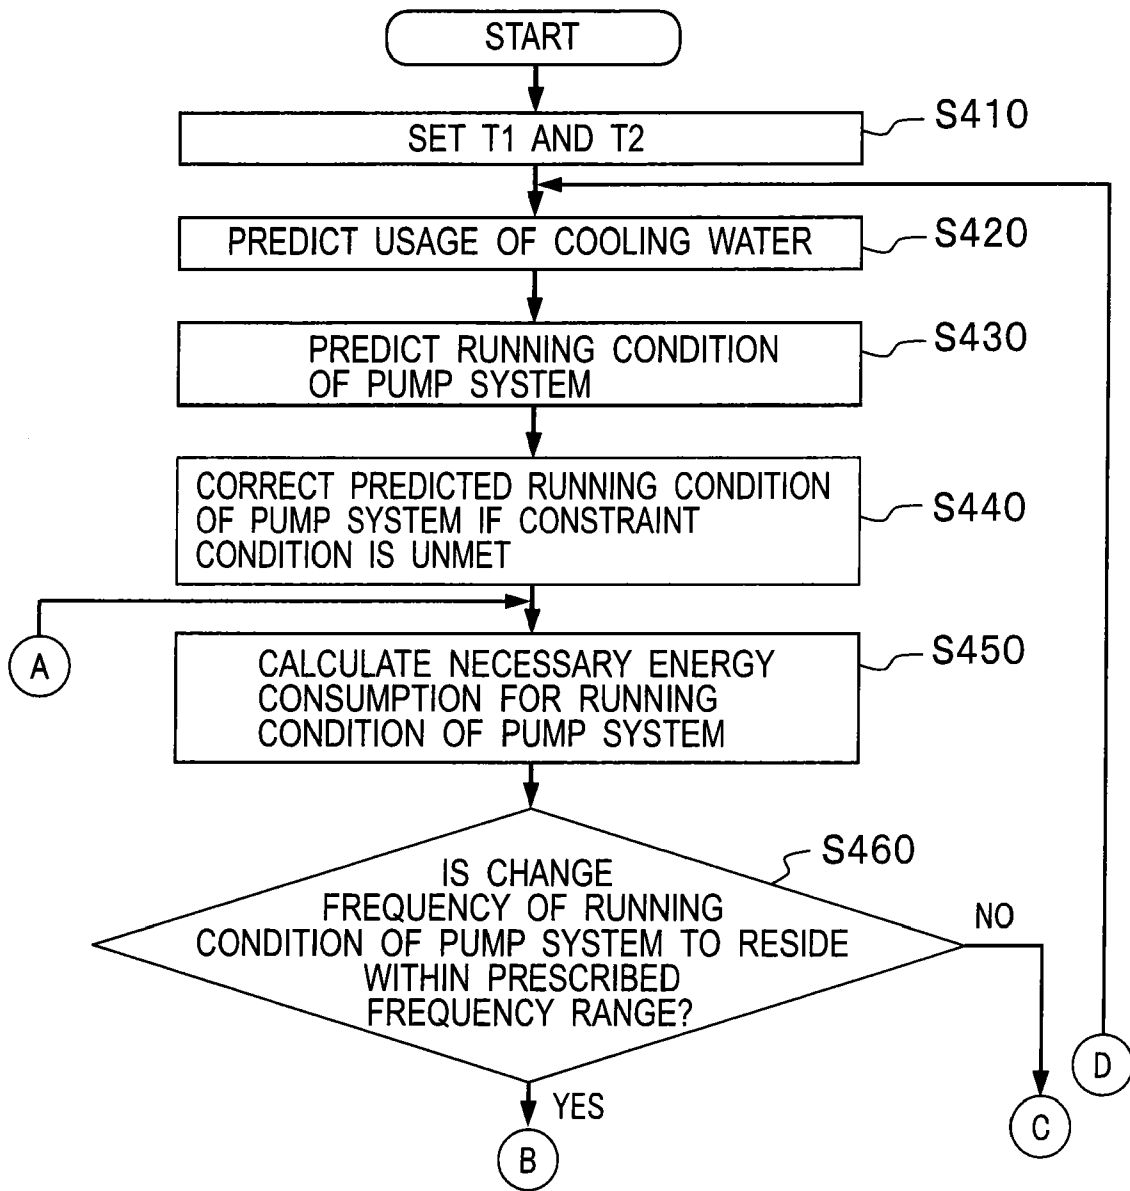 START
SET T1 AND T2
S410
PREDICT USAGE OF COOLING WATER
S420
PREDICT RUNNING CONDITION
OF PUMP SYSTEM
S430
CORRECT PREDICTED RUNNING CONDITION
OF PUMP SYSTEM IF CONSTRAINT
CONDITION IS UNMET
S440
A
CALCULATE NECESSARY ENERGY
CONSUMPTION FOR RUNNING
CONDITION OF PUMP SYSTEM
S450
IS CHANGE
FREQUENCY OF RUNNING
CONDITION OF PUMP SYSTEM TO RESIDE
WITHIN PRESCRIBED
FREQUENCY RANGE?
S460
NO
D
C
YES
B